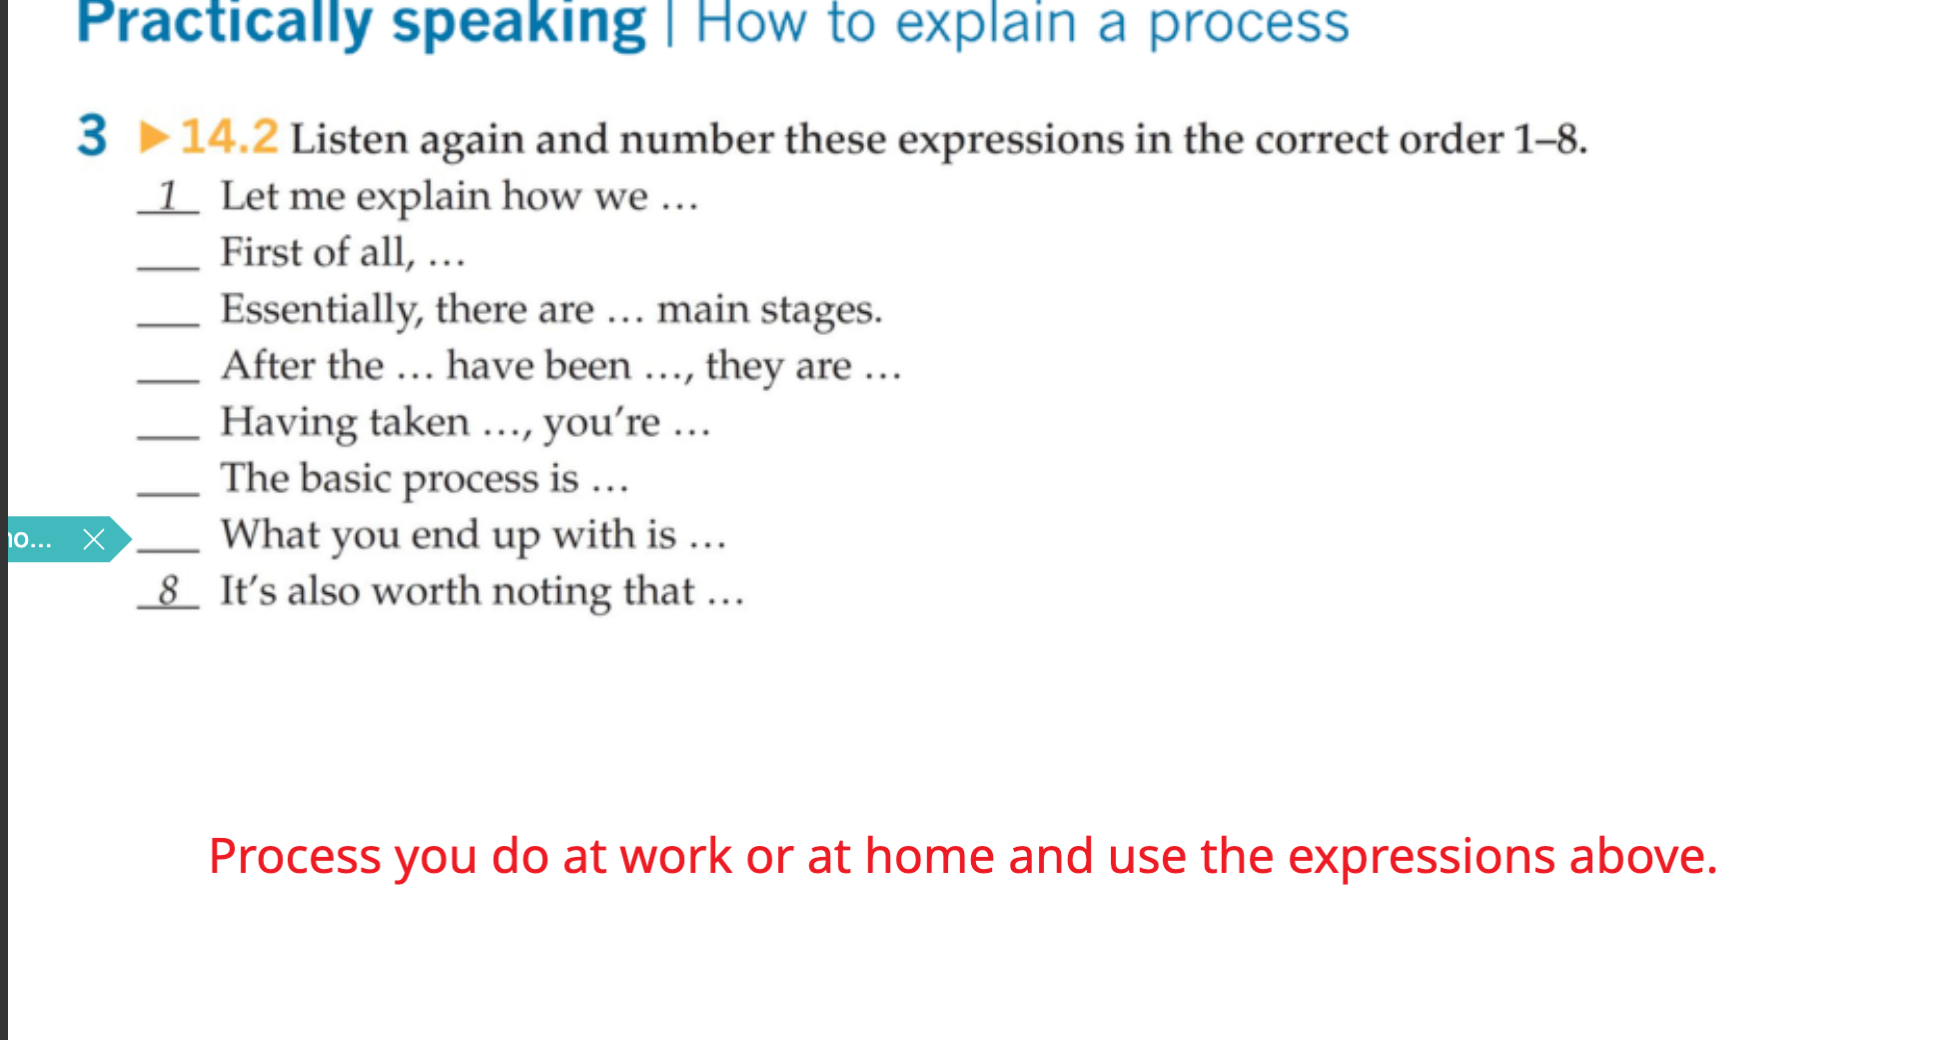 Practically speaking | How to explain a process
3 ▶14.2 Listen again and number these expressions in the correct order 1–8.
1 Let me explain how we …
___ First of all, …
___ Essentially, there are … main stages.
___ After the … have been …, they are …
___ Having taken …, you’re …
___ The basic process is …
___ What you end up with is …
8 It’s also worth noting that …
Process you do at work or at home and use the expressions above.